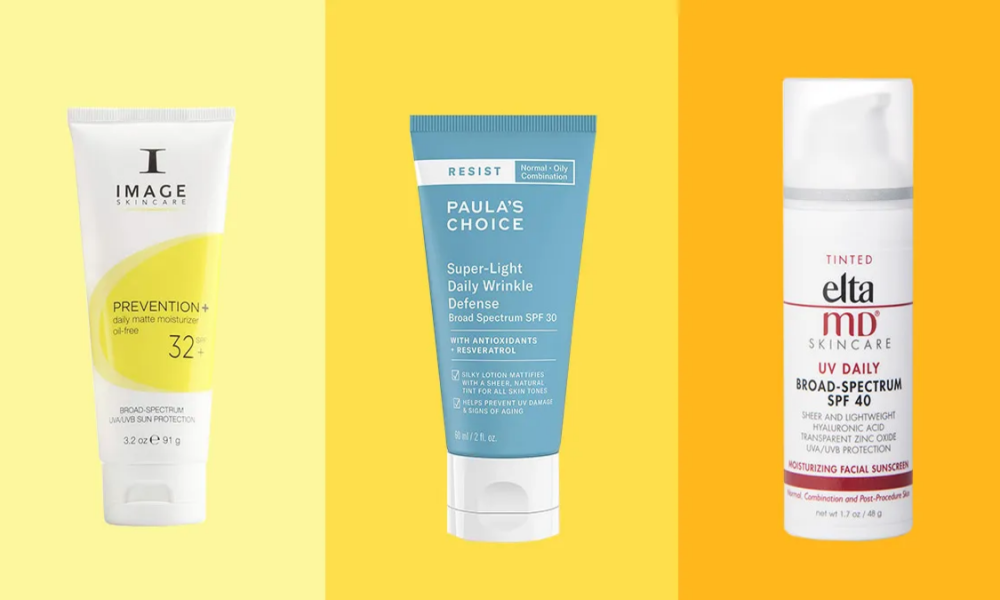 I
IMAGE
SKINCARE
PREVENTION+
daily matte moisturizer
oil-free
32
+
BROAD-SPECTRUM
UVA/UVB SUN PROTECTION
3.2 oz ℮ 91 g
RESIST
Normal • Oily
Combination
PAULA'S
CHOICE
Super-Light
Daily Wrinkle
Defense
Broad Spectrum SPF 30
WITH ANTIOXIDANTS
+ RESVERATROL
SILKY LOTION MATTIFIES
WITH A SHEER, NATURAL
TINT FOR ALL SKIN TONES
HELPS PREVENT UV DAMAGE
& SIGNS OF AGING
60 ml / 2 fl. oz.
TINTED
elta
MD®
SKINCARE
UV DAILY
BROAD-SPECTRUM
SPF 40
SHEER AND LIGHTWEIGHT
HYALURONIC ACID
TRANSPARENT ZINC OXIDE
UVA/UVB PROTECTION
MOISTURIZING FACIAL SUNSCREEN
Normal, Combination and Post-Procedure Skin
net wt 1.7 oz / 48 g